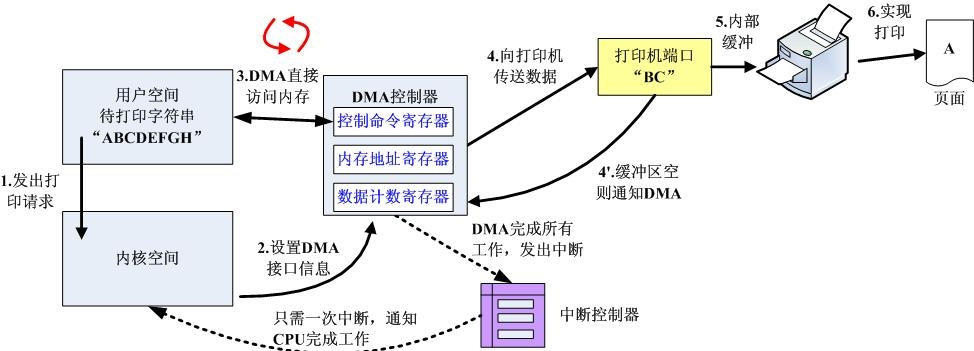 5.内部
缓冲
6.实现
打印
A
页面
4.向打印机
传送数据
打印机端口
“BC”
3.DMA直接
访问内存
用户空间
待打印字符串
“ABCDEFGH”
DMA控制器
控制命令寄存器
内存地址寄存器
数据计数寄存器
1.发出打
印请求
4'.缓冲区空
则通知DMA
内核空间
2.设置DMA
接口信息
DMA完成所有
工作，发出中断
只需一次中断，通知
CPU完成工作
中断控制器